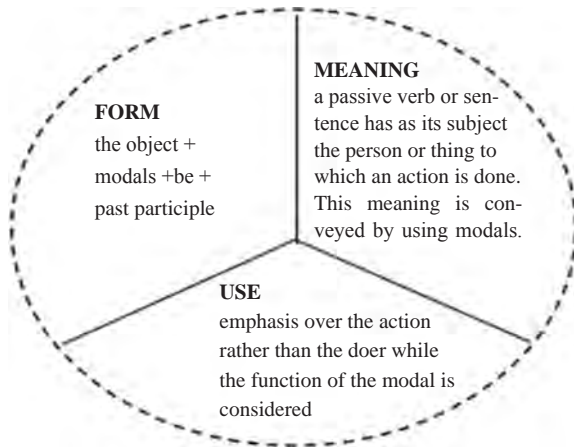 FORM
the object +
modals +be +
past participle
MEANING
a passive verb or sen-
tence has as its subject
the person or thing to
which an action is done.
This meaning is con-
veyed by using modals.
USE
emphasis over the action
rather than the doer while
the function of the modal is
considered